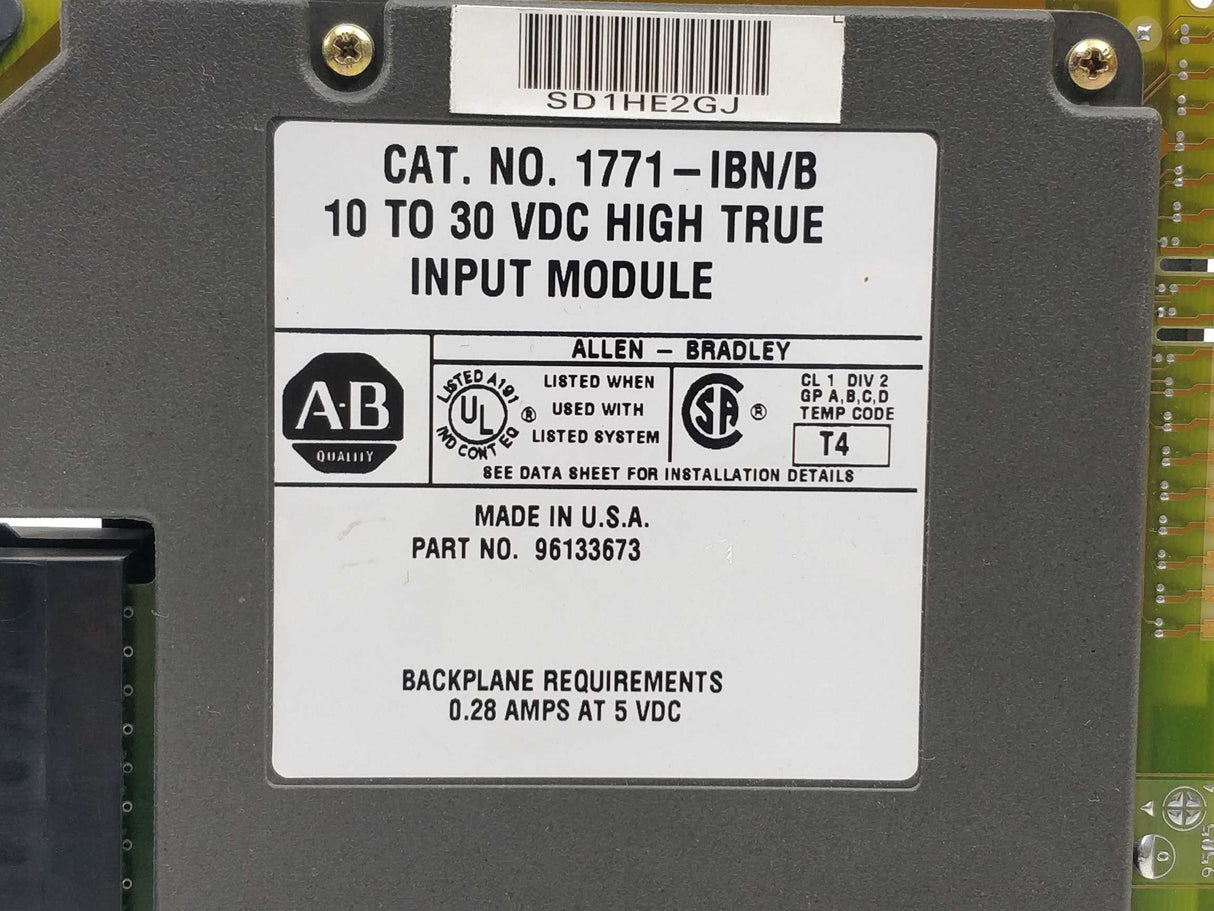 SD1HE2GJ
CAT. NO. 1771-IBN/B
10 TO 30 VDC HIGH TRUE
INPUT MODULE
ALLEN - BRADLEY
A·B
QUALITY
LISTED A191
UL
IND CONT EQ
®
LISTED WHEN
USED WITH
LISTED SYSTEM
SA
®
CL 1 DIV 2
GP A,B,C,D
TEMP CODE
T4
SEE DATA SHEET FOR INSTALLATION DETAILS
MADE IN U.S.A.
PART NO. 96133673
BACKPLANE REQUIREMENTS
0.28 AMPS AT 5 VDC